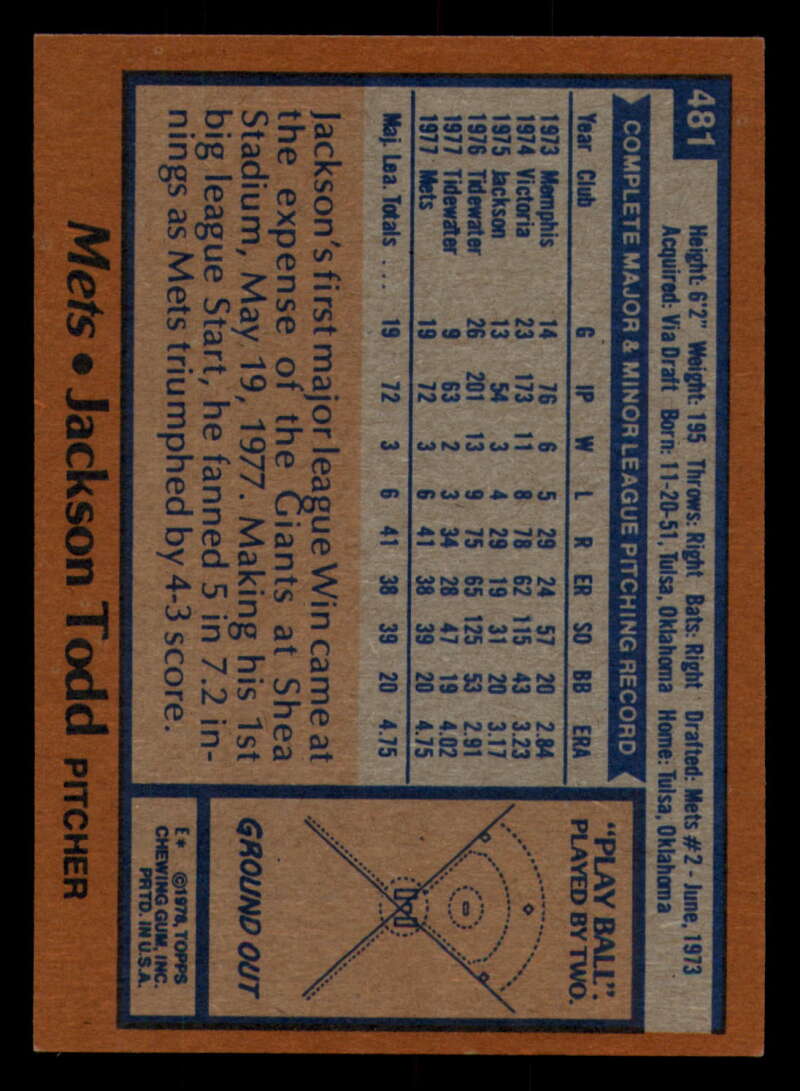 481
Height: 6'2" Weight: 195 Throws: Right Bats: Right Drafted: Mets #2 - June, 1973
Acquired: Via Draft Born: 11-20-51, Tulsa, Oklahoma Home: Tulsa, Oklahoma
COMPLETE MAJOR & MINOR LEAGUE PITCHING RECORD
Year Club G IP W L R ER SO BB ERA
1973 Memphis 14 76 6 5 29 24 57 20 2.84
1974 Victoria 23 173 11 8 78 62 115 43 3.23
1975 Jackson 13 54 3 4 29 19 31 20 3.17
1976 Tidewater 26 201 13 9 75 65 125 53 2.91
1977 Tidewater 9 63 2 3 34 28 47 19 4.02
1977 Mets 19 72 3 6 41 38 39 20 4.75
Maj. Lea. Totals ... 19 72 3 6 41 38 39 20 4.75
Jackson's first major league Win came at
the expense of the Giants at Shea
Stadium, May 19, 1977. Making his 1st
big league Start, he fanned 5 in 7.2 in-
nings as Mets triumphed by 4-3 score.
"PLAY BALL":
PLAYED BY TWO.
GROUND OUT
E* ©1978, TOPPS
CHEWING GUM, INC.
PRTD. IN U.S.A.
Mets • Jackson Todd PITCHER